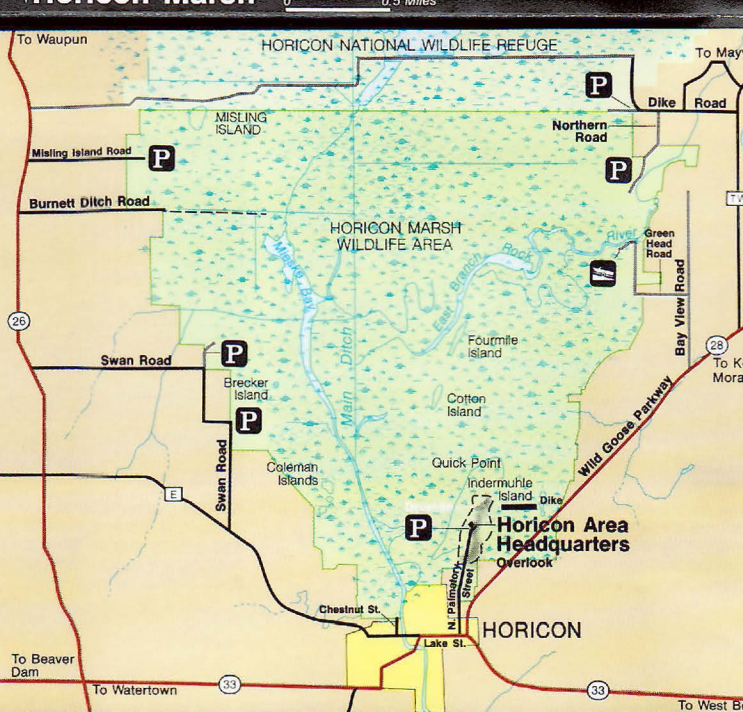 Horicon Marsh
0 0.5 Miles
To Waupun
HORICON NATIONAL WILDLIFE REFUGE
To May
P
Dike Road
MISLING
ISLAND
Northern
Road
Misling Island Road
P
P
Burnett Ditch Road
HORICON MARSH
WILDLIFE AREA
River
Green
Head
Road
Mieske Bay
East Branch Rock
Bay View Road
26
28
Main Ditch
Fourmile
Island
Swan Road
P
To K
Mora
Brecker
Island
Cotton
Island
P
Wild Goose Parkway
Swan Road
Coleman
Islands
Quick Point
Indermuhle
Island
E
Dike
P
Horicon Area
Headquarters
Overlook
N. Palmatory
Street
Chestnut St.
HORICON
Lake St.
To Beaver
Dam
To Watertown
33
33
To West B